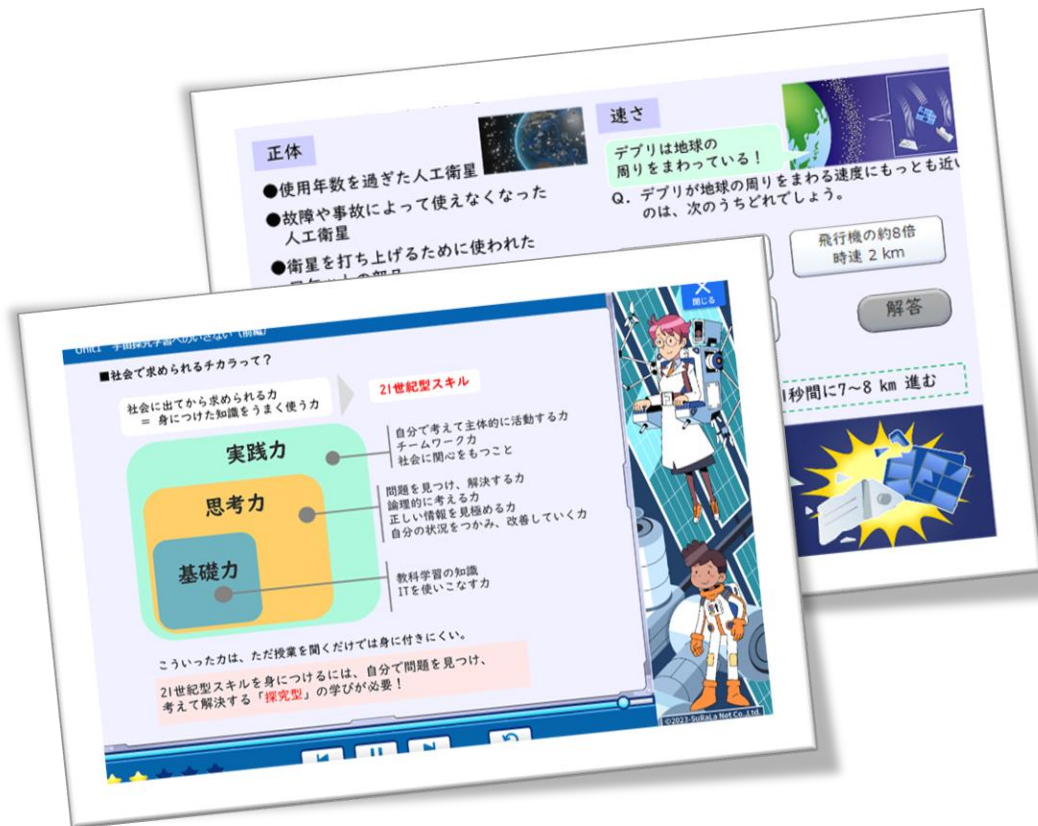 正体
●使用年数を過ぎた人工衛星
●故障や事故によって使えなくなった
人工衛星
●衛星を打ち上げるために使われた
速さ
デブリは地球の
周りをまわっている！
Q. デブリが地球の周りをまわる速度にもっとも近い
のは、次のうちどれでしょう。
飛行機の約8倍
時速 2 km
解答
1秒間に7～8 km 進む
Unit1 宇宙探究学習へのいざない（前編）
閉じる
■社会で求められるチカラって？
社会に出てから求められる力
＝ 身につけた知識をうまく使う力
21世紀型スキル
実践力
自分で考えて主体的に活動する力
チームワーク力
社会に関心をもつこと
思考力
問題を見つけ、解決する力
論理的に考える力
正しい情報を見極める力
自分の状況をつかみ、改善していく力
基礎力
教科学習の知識
ITを使いこなす力
こういった力は、ただ授業を聞くだけでは身に付きにくい。
21世紀型スキルを身につけるには、自分で問題を見つけ、
考えて解決する「探究型」の学びが必要！
©2023-SuRaLa Net Co.,Ltd.